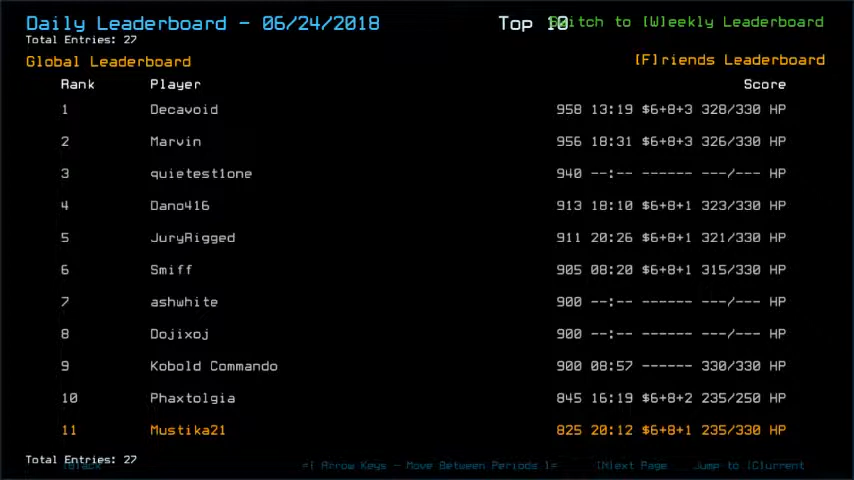 Daily Leaderboard - 06/24/2018 Top 10 Switch to [W]eekly Leaderboard
Total Entries: 27
Global Leaderboard [F]riends Leaderboard
Rank Player Score
1 Decavoid 958 13:19 $6+8+3 328/330 HP
2 Marvin 956 18:31 $6+8+3 326/330 HP
3 quietest1one 940 --:-- ------ ---/--- HP
4 Dano416 913 18:10 $6+8+1 323/330 HP
5 JuryRigged 911 20:26 $6+8+1 321/330 HP
6 Smiff 905 08:20 $6+8+1 315/330 HP
7 ashwhite 900 --:-- ------ ---/--- HP
8 Dojixoj 900 --:-- ------ ---/--- HP
9 Kobold Commando 900 08:57 ------ 330/330 HP
10 Phaxtolgia 845 16:19 $6+8+2 235/250 HP
11 Mustika21 825 20:12 $6+8+1 235/330 HP
Total Entries: 27
[B]ack Arrow Keys - Move Between Periods [N]ext Page Jump to [C]urrent